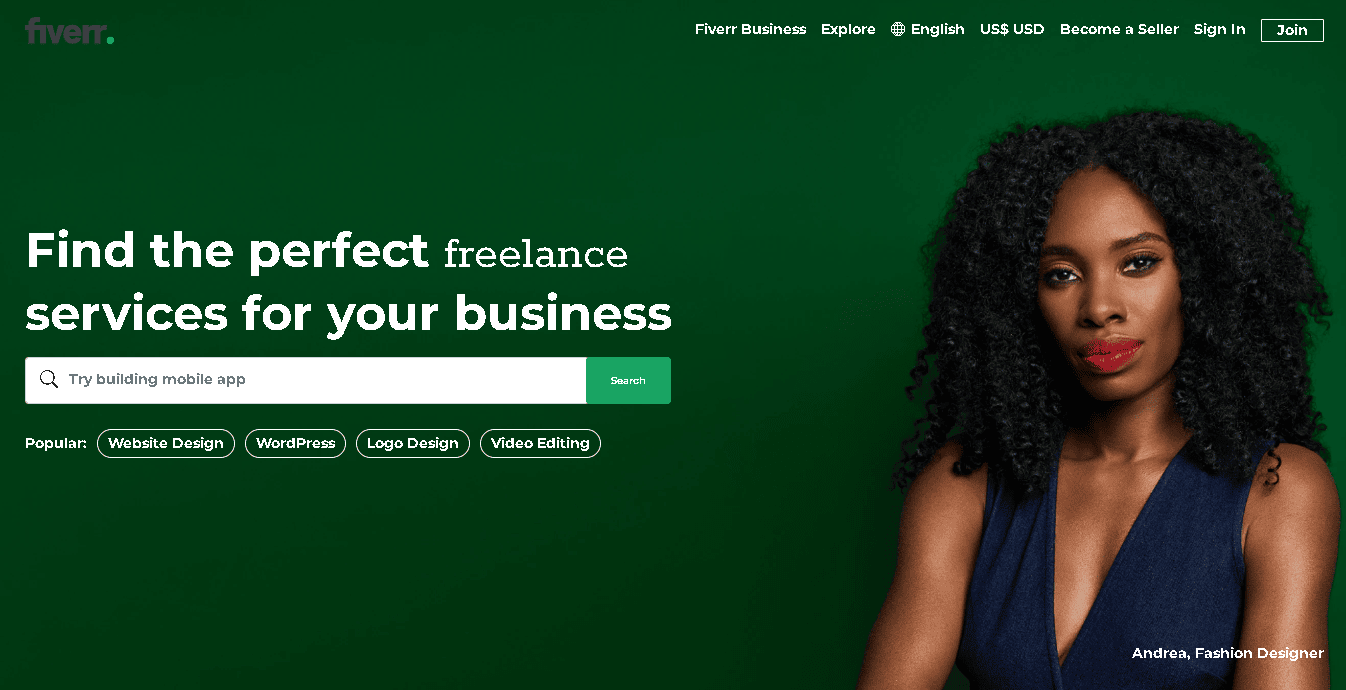 fiverr.
Fiverr Business Explore English US$ USD Become a Seller Sign In Join
Find the perfect freelance
services for your business
Try building mobile app Search
Popular: Website Design WordPress Logo Design Video Editing
Andrea, Fashion Designer